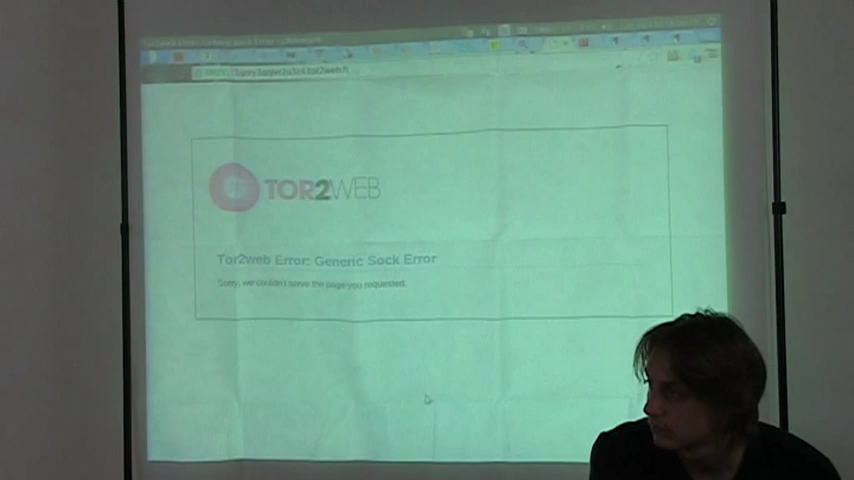 TOR2WEB
Tor2web Error: Generic Sock Error
Sorry, we couldn't serve the page you requested.